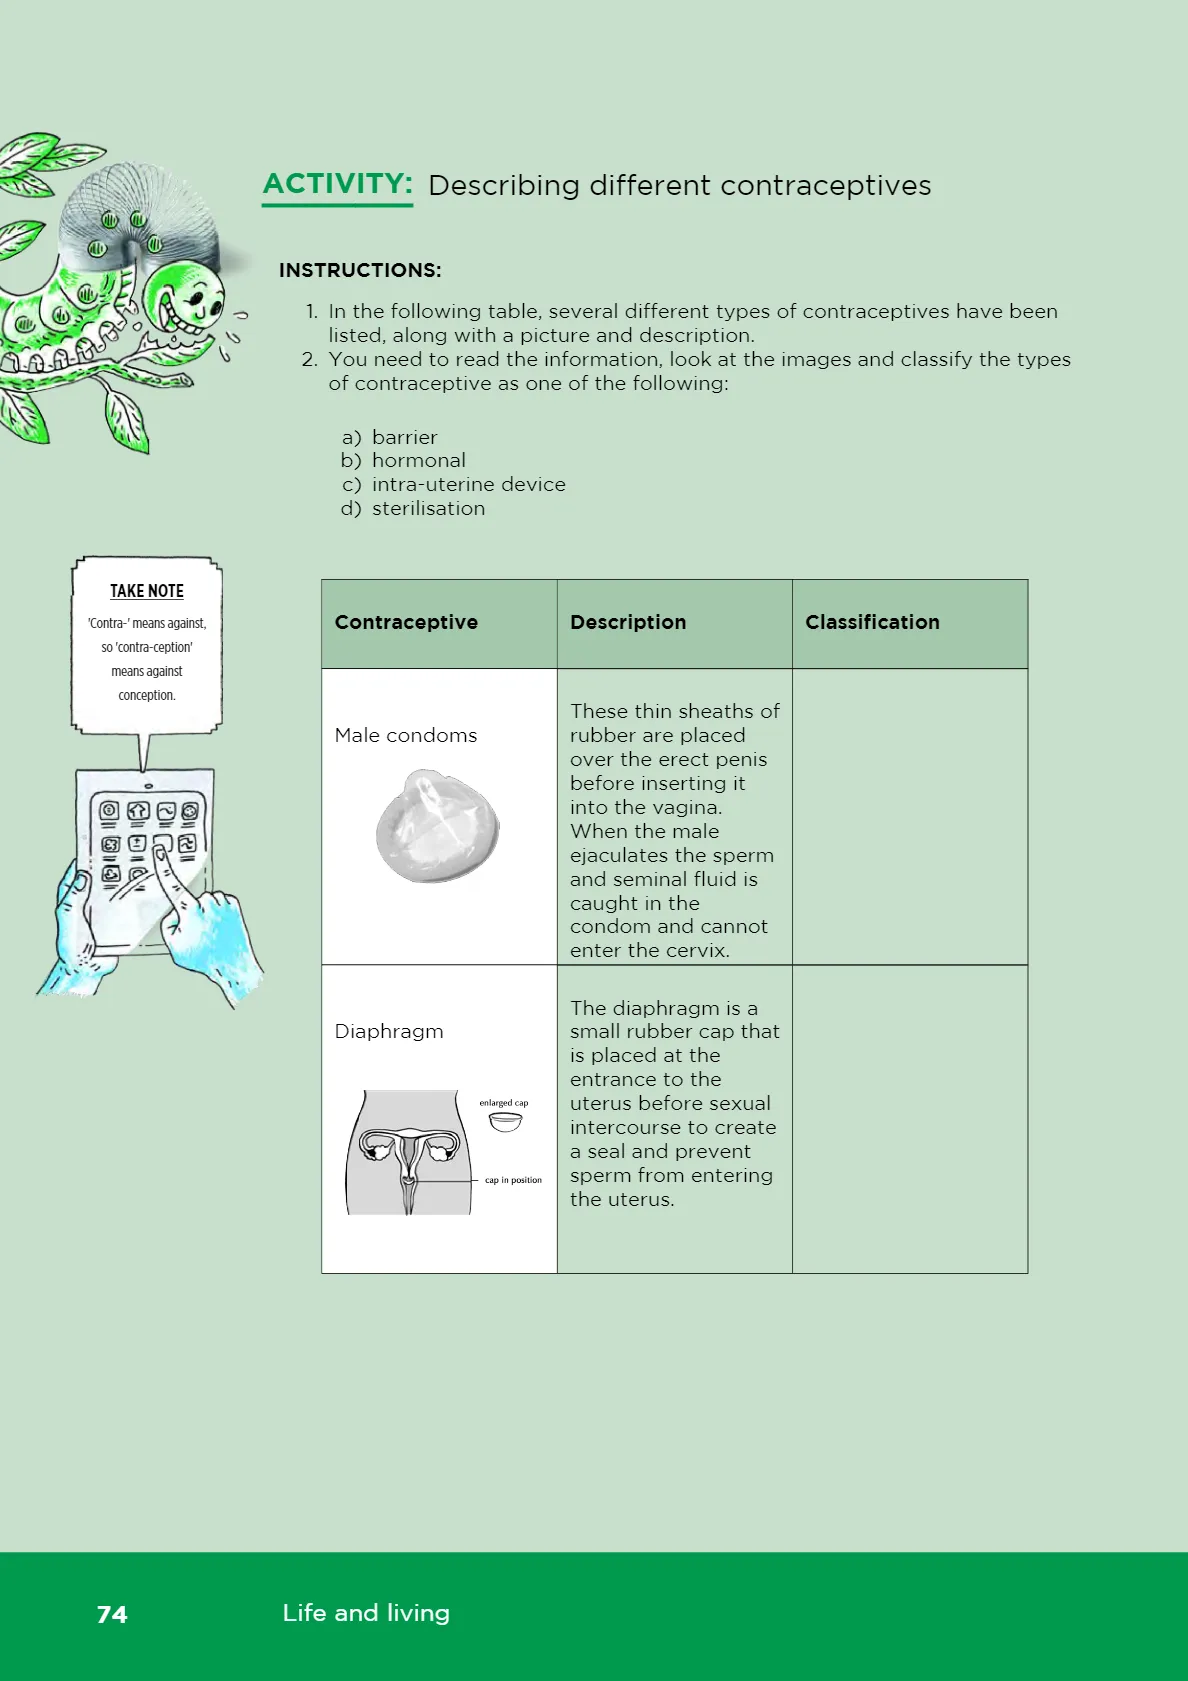 ACTIVITY: Describing different contraceptives
INSTRUCTIONS:
1. In the following table, several different types of contraceptives have been
listed, along with a picture and description.
2. You need to read the information, look at the images and classify the types
of contraceptive as one of the following:
a) barrier
b) hormonal
c) intra-uterine device
d) sterilisation
TAKE NOTE
'Contra-' means against,
so 'contra-ception'
means against
conception.
Contraceptive
Description
Classification
Male condoms
These thin sheaths of
rubber are placed
over the erect penis
before inserting it
into the vagina.
When the male
ejaculates the sperm
and seminal fluid is
caught in the
condom and cannot
enter the cervix.
Diaphragm
enlarged cap
cap in position
The diaphragm is a
small rubber cap that
is placed at the
entrance to the
uterus before sexual
intercourse to create
a seal and prevent
sperm from entering
the uterus.
74
Life and living